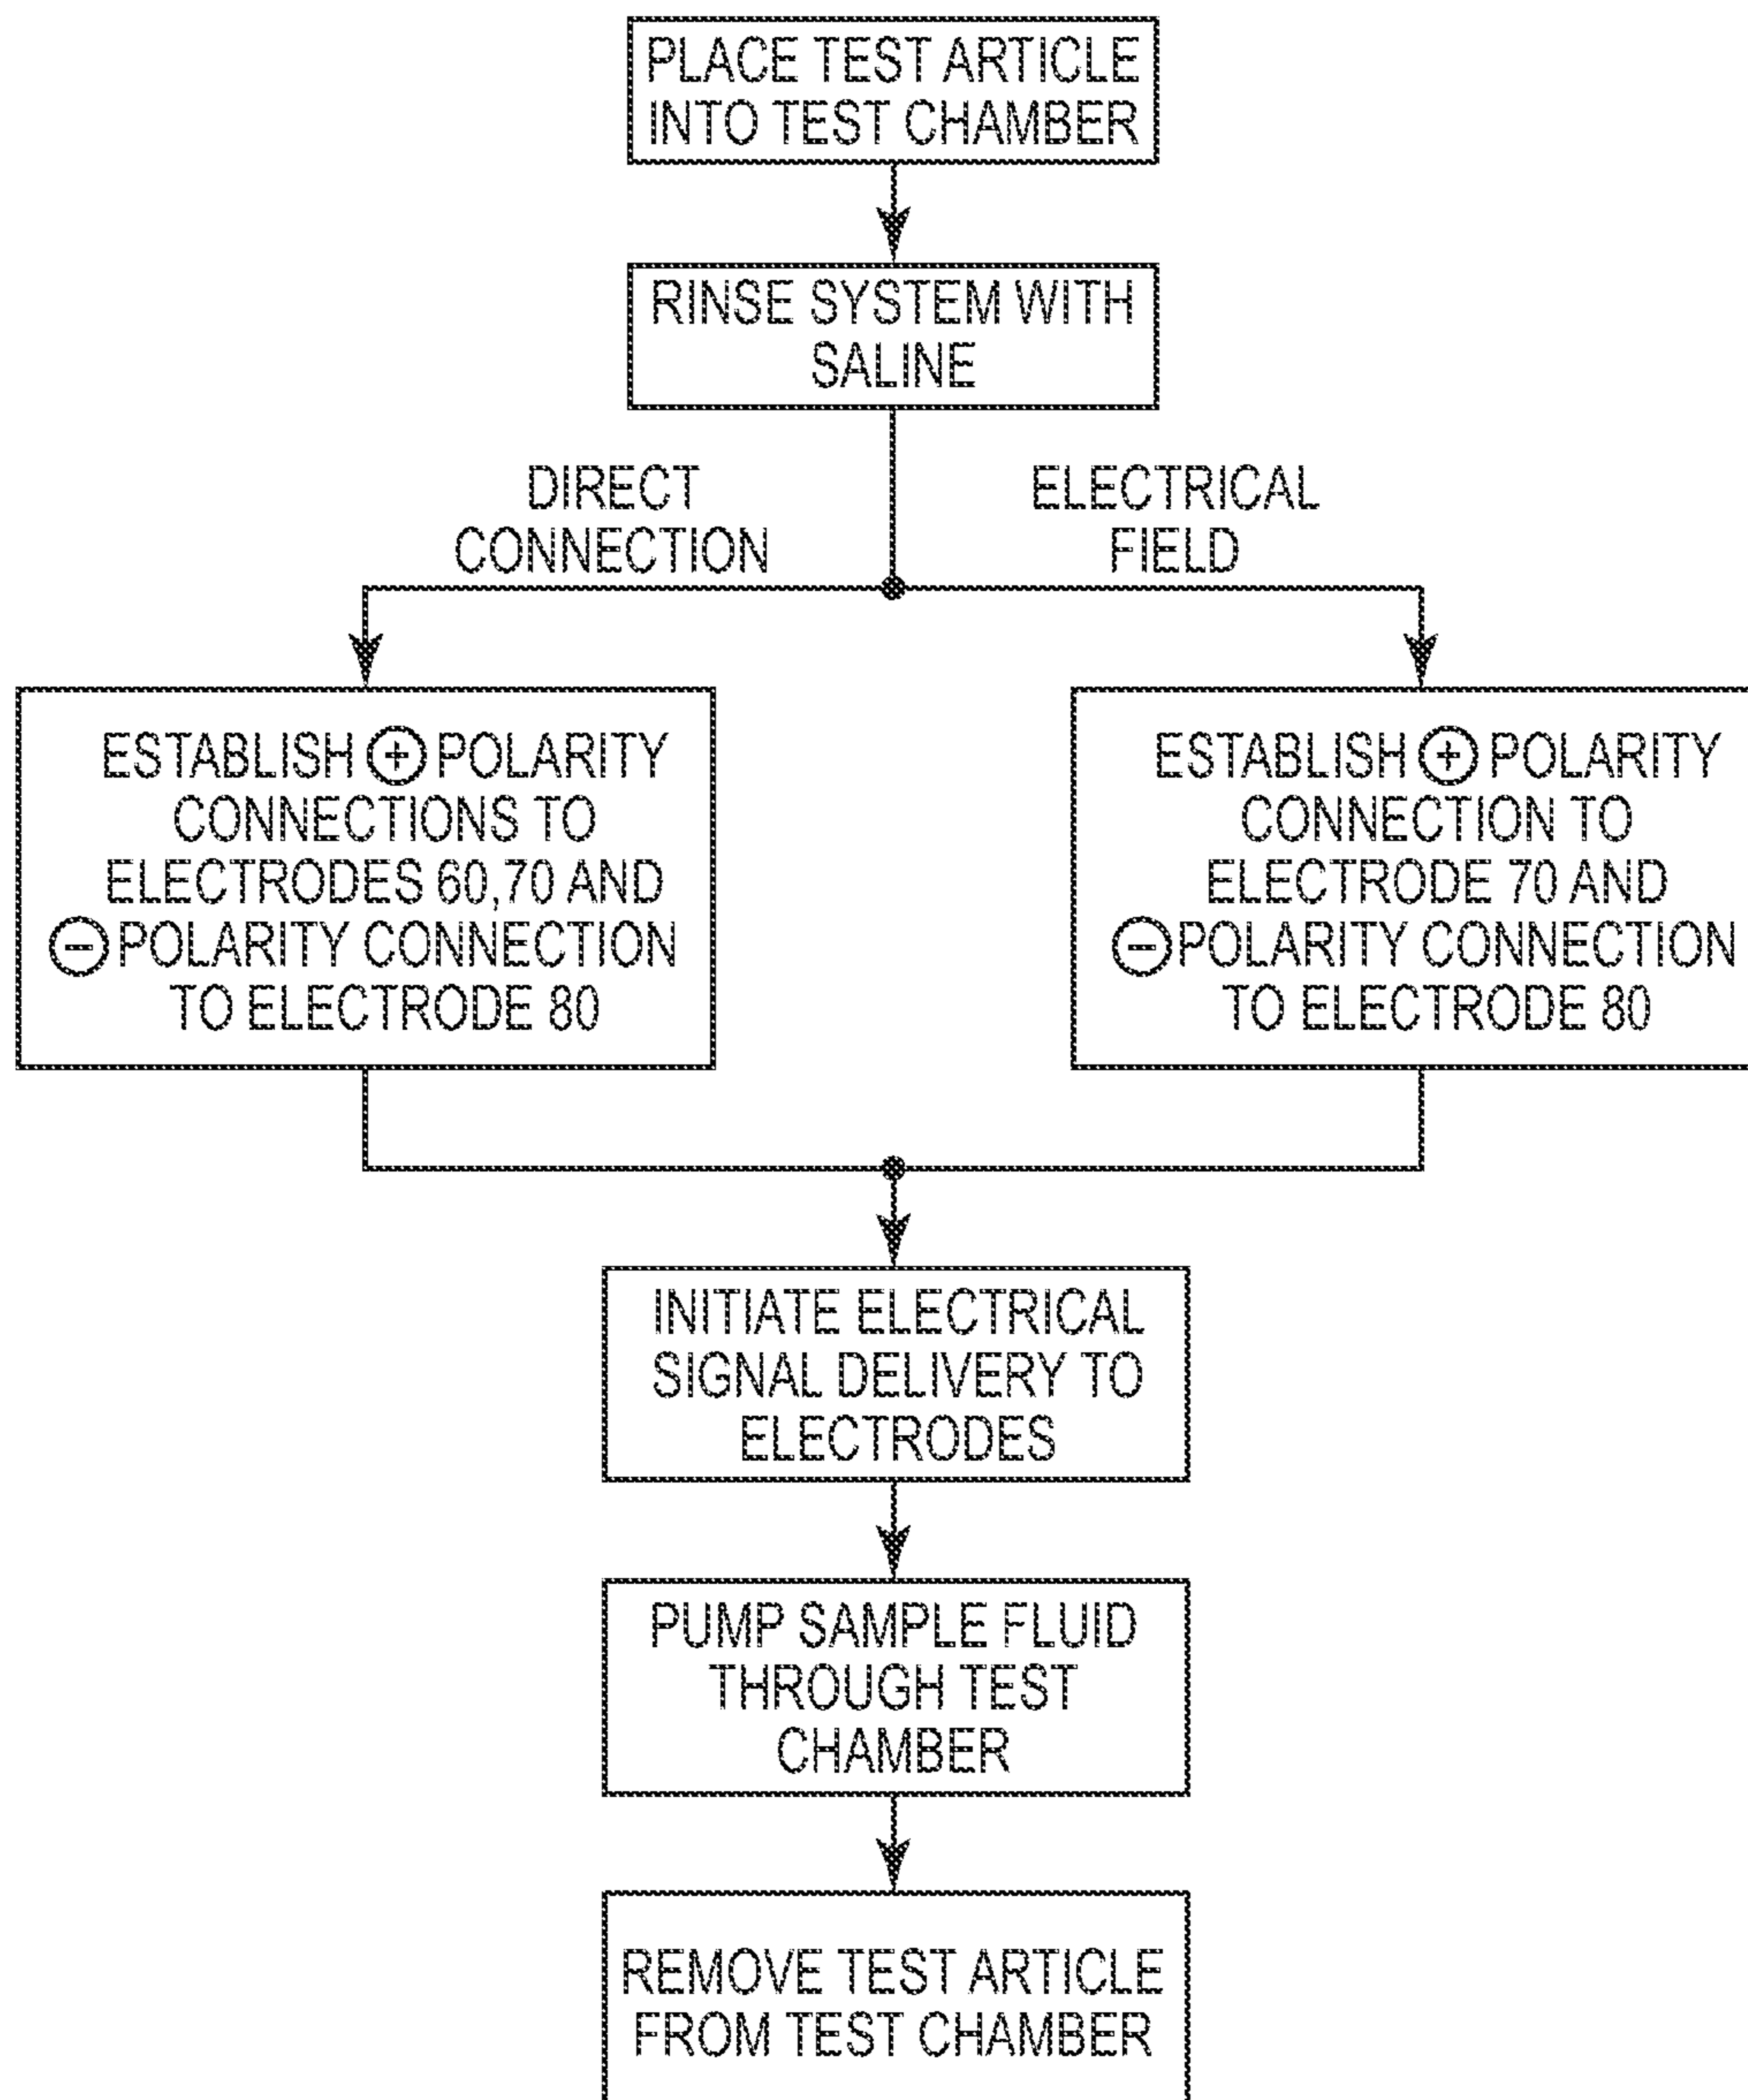 PLACE TEST ARTICLE
INTO TEST CHAMBER
RINSE SYSTEM WITH
SALINE
DIRECT
CONNECTION
ELECTRICAL
FIELD
ESTABLISH ⊕ POLARITY
CONNECTIONS TO
ELECTRODES 60,70 AND
⊖ POLARITY CONNECTION
TO ELECTRODE 80
ESTABLISH ⊕ POLARITY
CONNECTION TO
ELECTRODE 70 AND
⊖ POLARITY CONNECTION
TO ELECTRODE 80
INITIATE ELECTRICAL
SIGNAL DELIVERY TO
ELECTRODES
PUMP SAMPLE FLUID
THROUGH TEST
CHAMBER
REMOVE TEST ARTICLE
FROM TEST CHAMBER